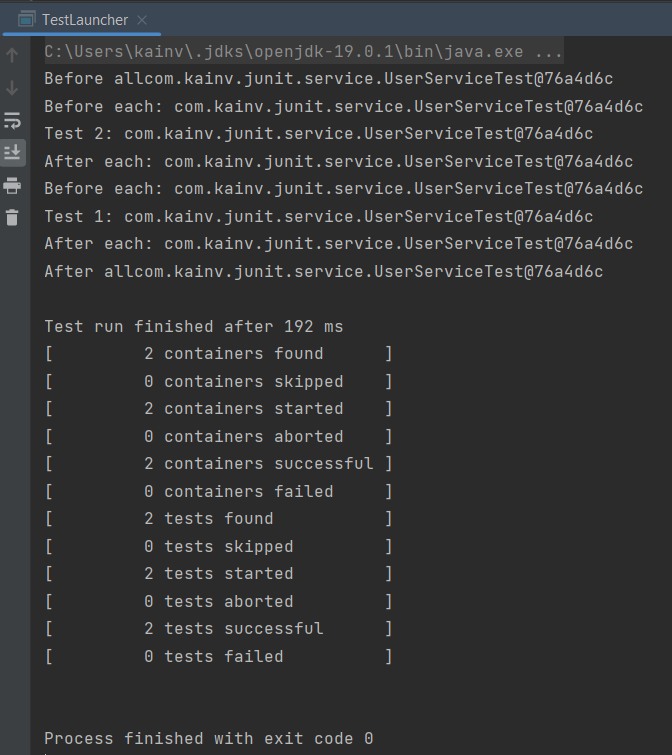 TestLauncher
C:\Users\kainv\.jdks\openjdk-19.0.1\bin\java.exe ...
Before allcom.kainv.junit.service.UserServiceTest@76a4d6c
Before each: com.kainv.junit.service.UserServiceTest@76a4d6c
Test 2: com.kainv.junit.service.UserServiceTest@76a4d6c
After each: com.kainv.junit.service.UserServiceTest@76a4d6c
Before each: com.kainv.junit.service.UserServiceTest@76a4d6c
Test 1: com.kainv.junit.service.UserServiceTest@76a4d6c
After each: com.kainv.junit.service.UserServiceTest@76a4d6c
After allcom.kainv.junit.service.UserServiceTest@76a4d6c
Test run finished after 192 ms
[         2 containers found      ]
[         0 containers skipped    ]
[         2 containers started    ]
[         0 containers aborted    ]
[         2 containers successful ]
[         0 containers failed     ]
[         2 tests found           ]
[         0 tests skipped         ]
[         2 tests started         ]
[         0 tests aborted         ]
[         2 tests successful      ]
[         0 tests failed          ]
Process finished with exit code 0